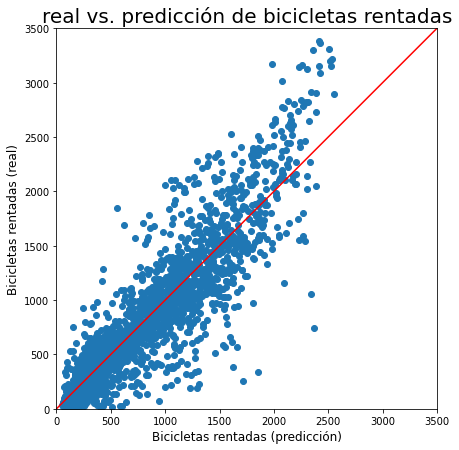 real vs. predicción de bicicletas rentadas
3500
3000
2500
2000
1500
1000
500
0
Bicicletas rentadas (real)
0 500 1000 1500 2000 2500 3000 3500
Bicicletas rentadas (predicción)